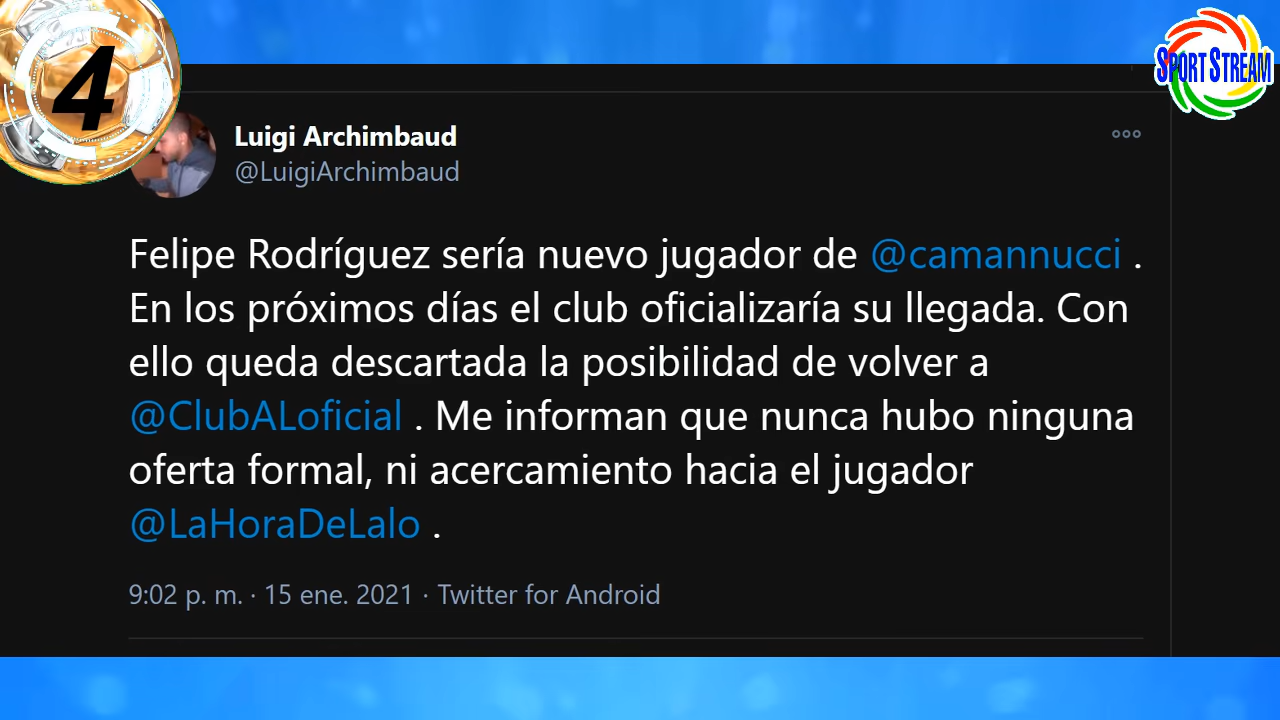 4
SPORT STREAM
Luigi Archimbaud
@LuigiArchimbaud
Felipe Rodríguez sería nuevo jugador de @camannucci .
En los próximos días el club oficializaría su llegada. Con
ello queda descartada la posibilidad de volver a
@ClubALoficial . Me informan que nunca hubo ninguna
oferta formal, ni acercamiento hacia el jugador
@LaHoraDeLalo .
9:02 p. m. · 15 ene. 2021 · Twitter for Android